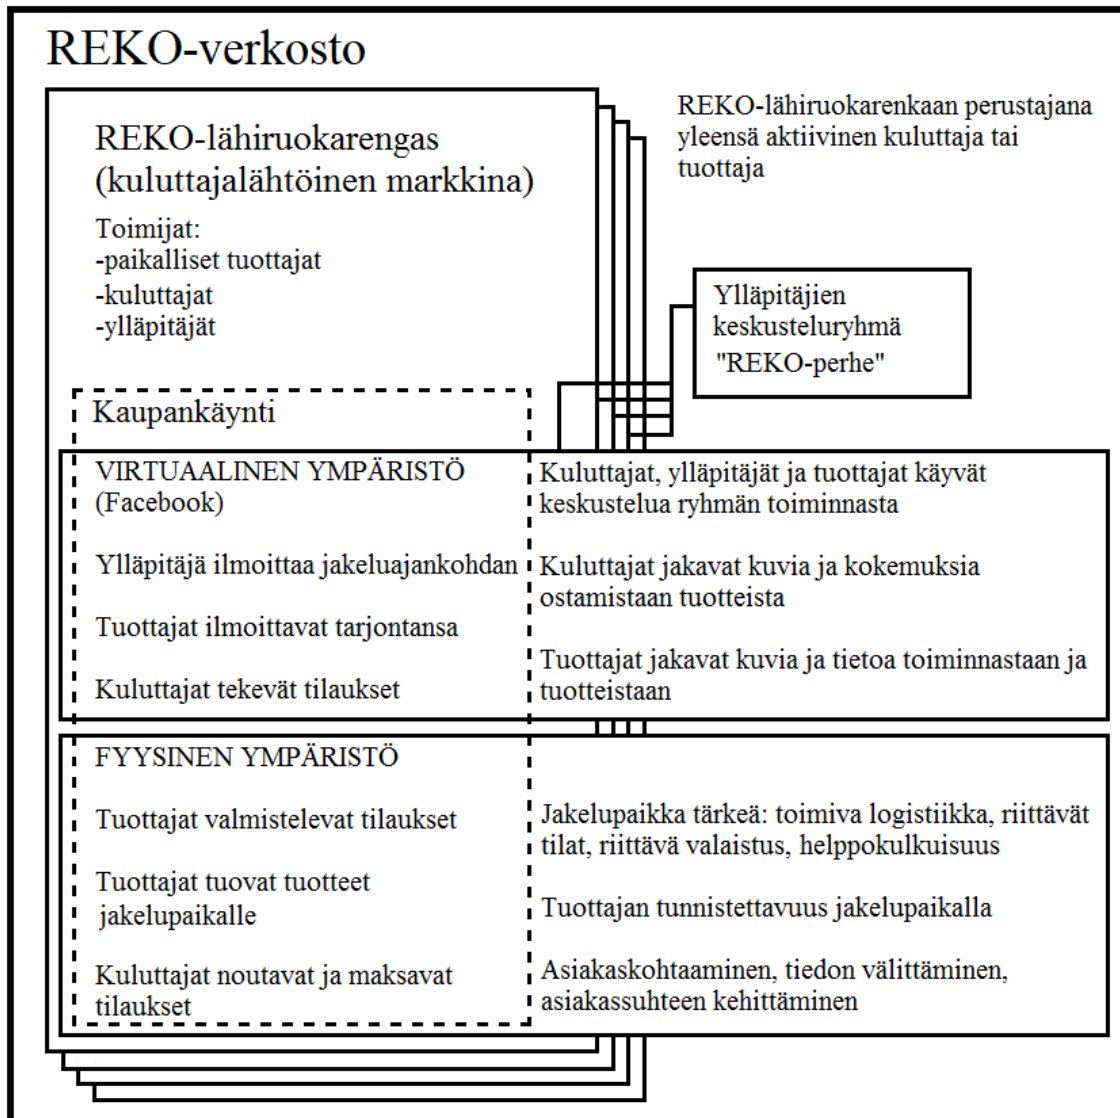 REKO-verkosto
REKO-lähiruokarengas
(kuluttajalähtöinen markkina)
Toimijat:
-paikalliset tuottajat
-kuluttajat
-ylläpitäjät
REKO-lähiruokarenkaan perustajana
yleensä aktiivinen kuluttaja tai
tuottaja
Ylläpitäjien
keskusteluryhmä
"REKO-perhe"
Kaupankäynti
VIRTUAALINEN YMPÄRISTÖ
(Facebook)
Ylläpitäjä ilmoittaa jakeluajankohdan
Tuottajat ilmoittavat tarjontansa
Kuluttajat tekevät tilaukset
Kuluttajat, ylläpitäjät ja tuottajat käyvät
keskustelua ryhmän toiminnasta
Kuluttajat jakavat kuvia ja kokemuksia
ostamistaan tuotteista
Tuottajat jakavat kuvia ja tietoa toiminnastaan ja
tuotteistaan
FYYSINEN YMPÄRISTÖ
Tuottajat valmistelevat tilaukset
Tuottajat tuovat tuotteet
jakelupaikalle
Kuluttajat noutavat ja maksavat
tilaukset
Jakelupaikka tärkeä: toimiva logistiikka, riittävät
tilat, riittävä valaistus, helppokulkuisuus
Tuottajan tunnistettavuus jakelupaikalla
Asiakaskohtaaminen, tiedon välittäminen,
asiakassuhteen kehittäminen